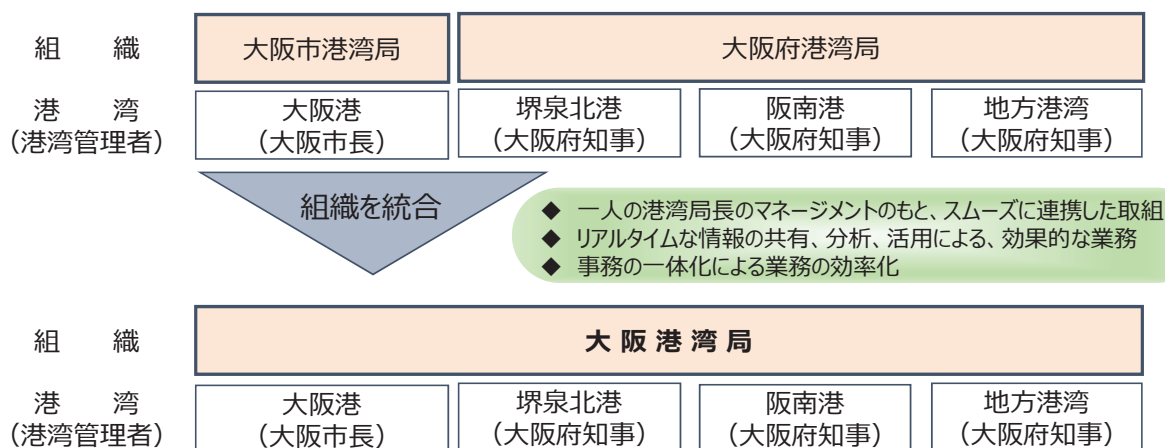 組　織
大阪市港湾局
大阪府港湾局
港　湾
(港湾管理者)
大阪港
(大阪市長)
堺泉北港
(大阪府知事)
阪南港
(大阪府知事)
地方港湾
(大阪府知事)
組織を統合
◆ 一人の港湾局長のマネージメントのもと、スムーズに連携した取組
◆ リアルタイムな情報の共有、分析、活用による、効果的な業務
◆ 事務の一体化による業務の効率化
組　織
大阪港湾局
港　湾
(港湾管理者)
大阪港
(大阪市長)
堺泉北港
(大阪府知事)
阪南港
(大阪府知事)
地方港湾
(大阪府知事)